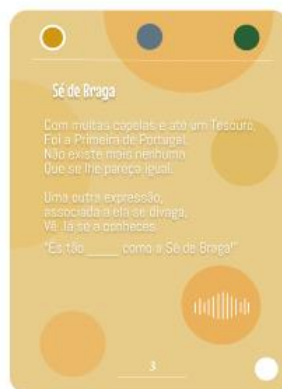 Sé de Braga
Com muitas capelas e até um Tesouro,
Foi a Primeira de Portugal,
Não existe mais nenhuma
Que se lhe pareça igual.
Uma outra expressão,
associada a ela se divaga,
Vê lá se a conheces:
"És tão ____ como a Sé de Braga!"
3